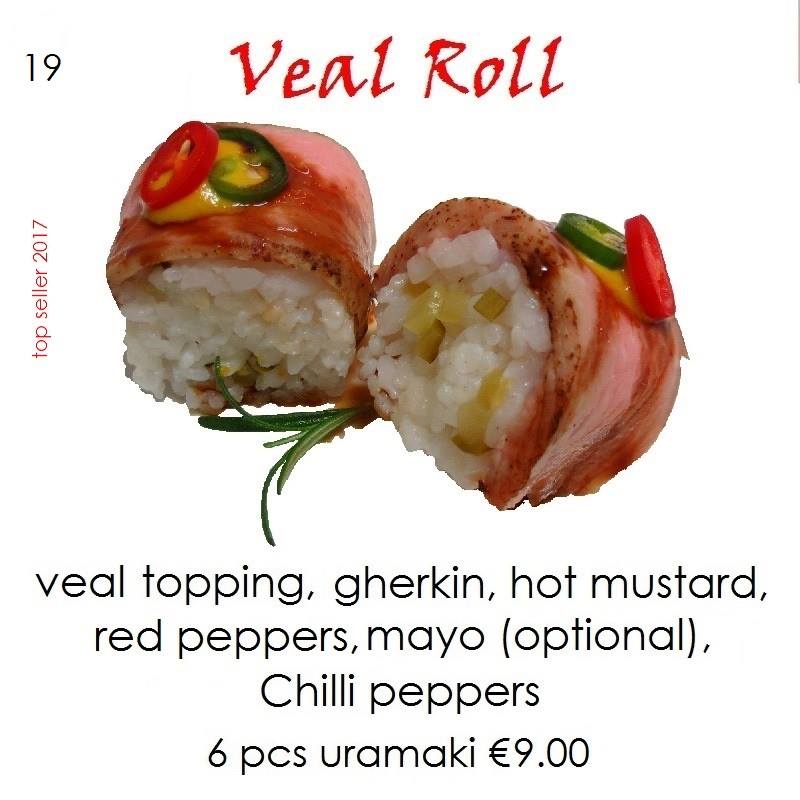 19
Veal Roll
top seller 2017
veal topping, gherkin, hot mustard,
red peppers, mayo (optional),
Chilli peppers
6 pcs uramaki €9.00